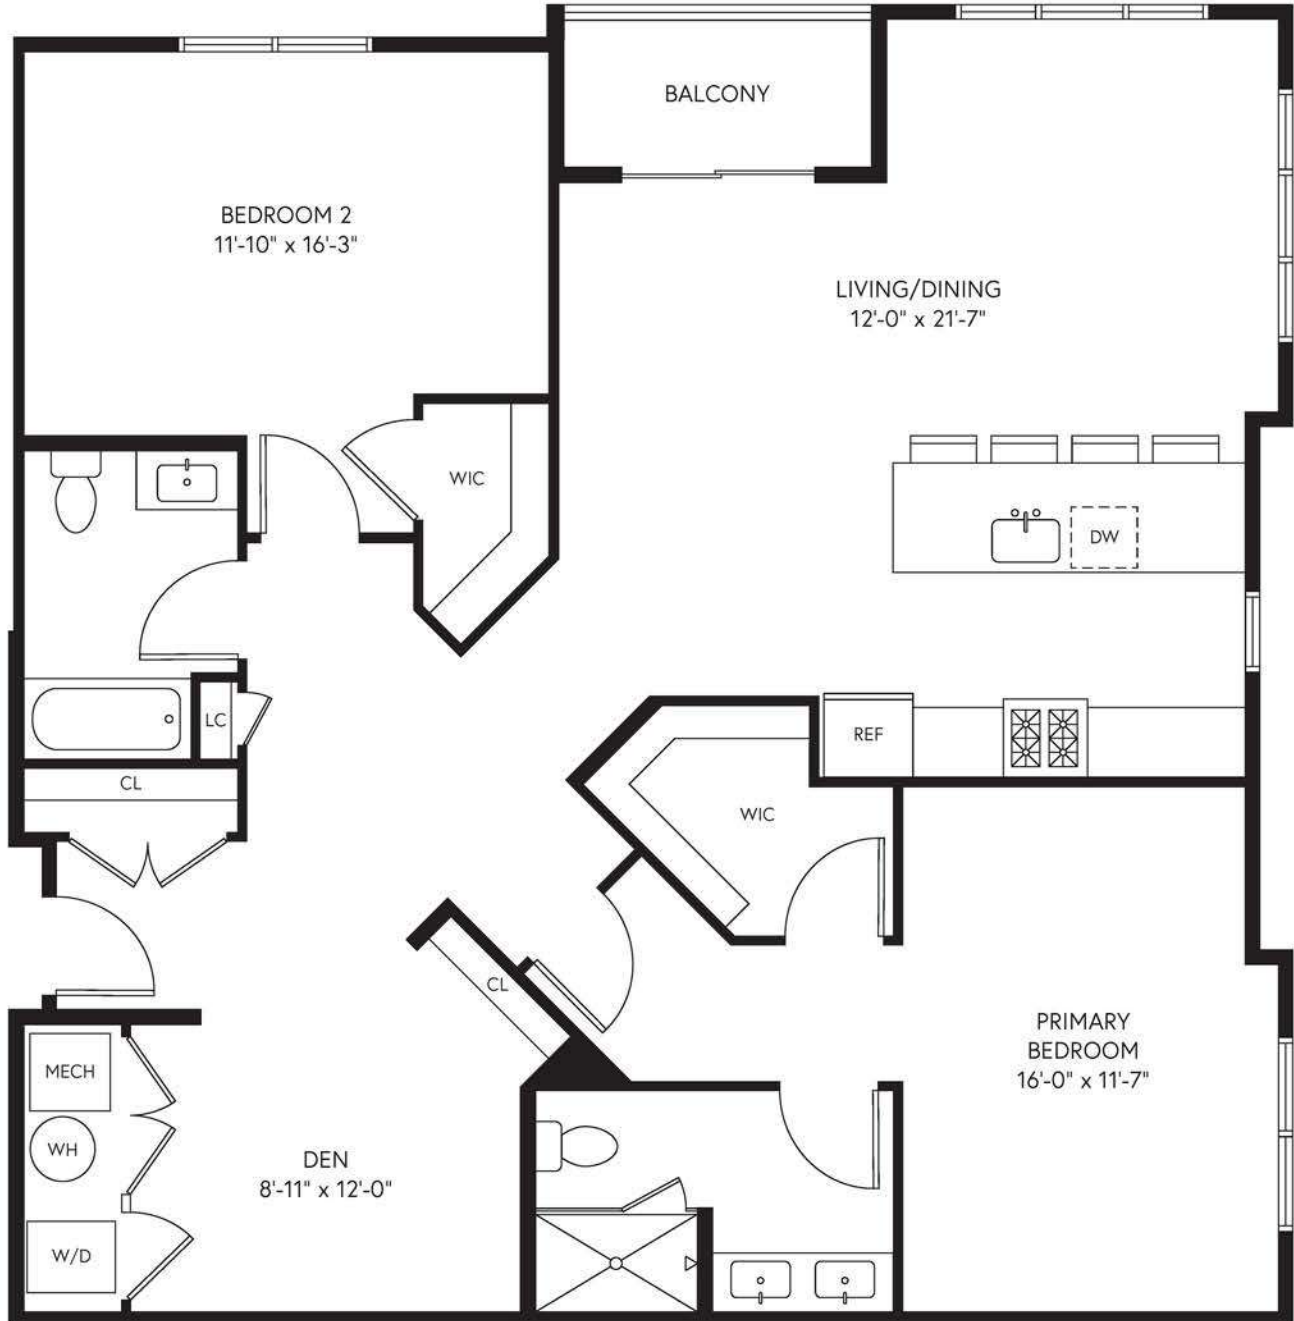 BALCONY
BEDROOM 2
11'-10" x 16'-3"
LIVING/DINING
12'-0" x 21'-7"
WIC
DW
LC
REF
CL
WIC
CL
PRIMARY
BEDROOM
16'-0" x 11'-7"
MECH
WH
DEN
8'-11" x 12'-0"
W/D